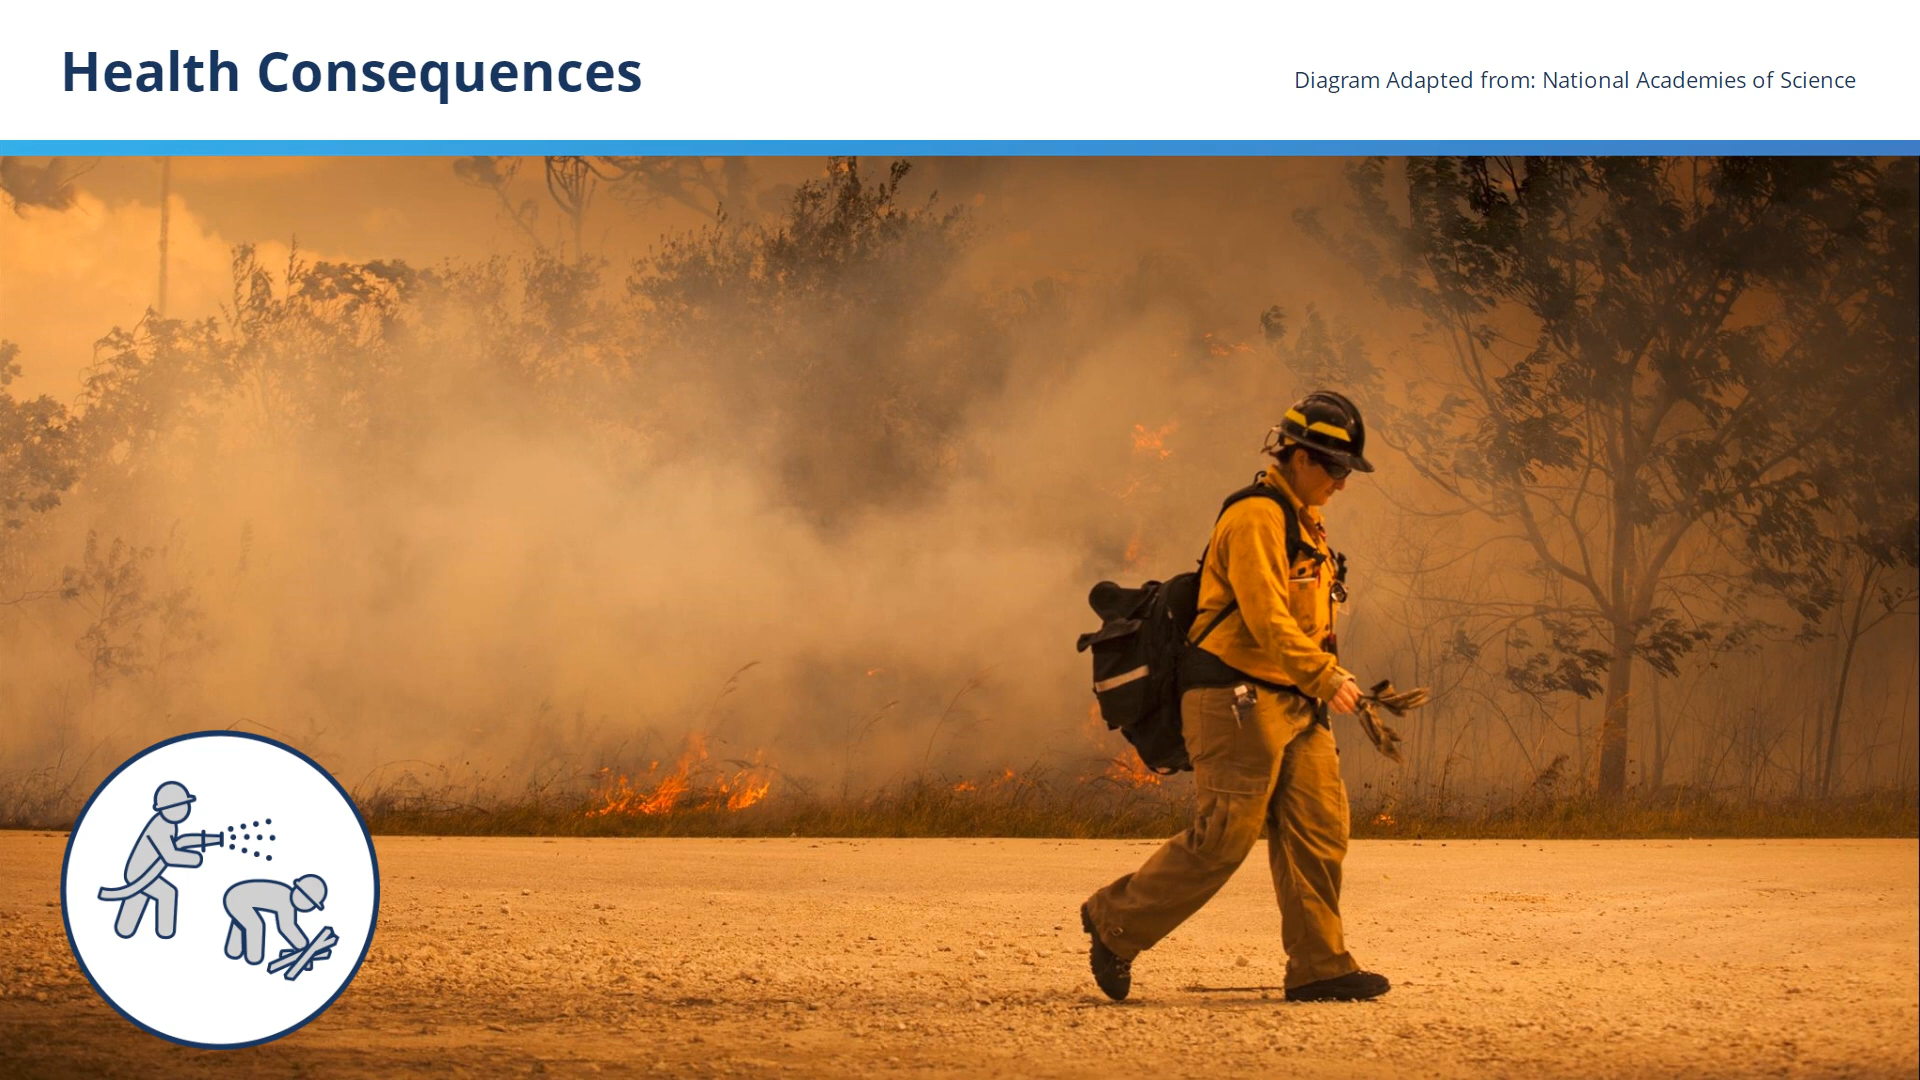 Health Consequences
Diagram Adapted from: National Academies of Science